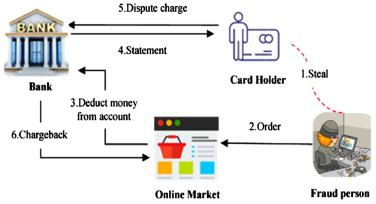 5.Dispute charge
BANK
4.Statement
Card Holder
1.Steal
Bank
3.Deduct money
from account
2.Order
6.Chargeback
Online Market
Fraud person